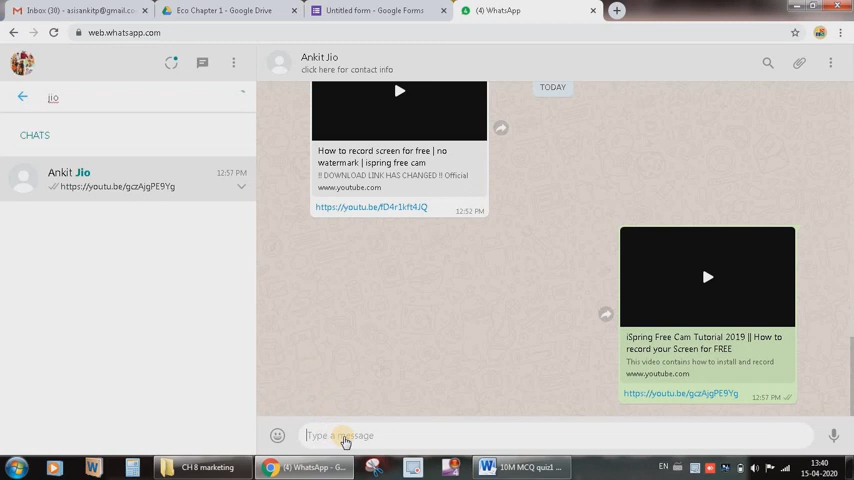 Inbox (30) - asisankitp@gmail.co
Eco Chapter 1 - Google Drive
Untitled form - Google Forms
(4) WhatsApp
web.whatsapp.com
jio
CHATS
Ankit Jio
12:57 PM
https://youtu.be/gczAjgPE9Yg
Ankit Jio
click here for contact info
TODAY
How to record screen for free | no
watermark | ispring free cam
!! DOWNLOAD LINK HAS CHANGED !! Official
www.youtube.com
https://youtu.be/fD4r1kft4JQ
12:52 PM
iSpring Free Cam Tutorial 2019 || How to
record your Screen for FREE
This video contains how to install and record
www.youtube.com
https://youtu.be/gczAjgPE9Yg
12:57 PM
Type a message
CH 8 marketing
(4) WhatsApp - G...
10M MCQ quiz1 ...
EN
13:40
15-04-2020